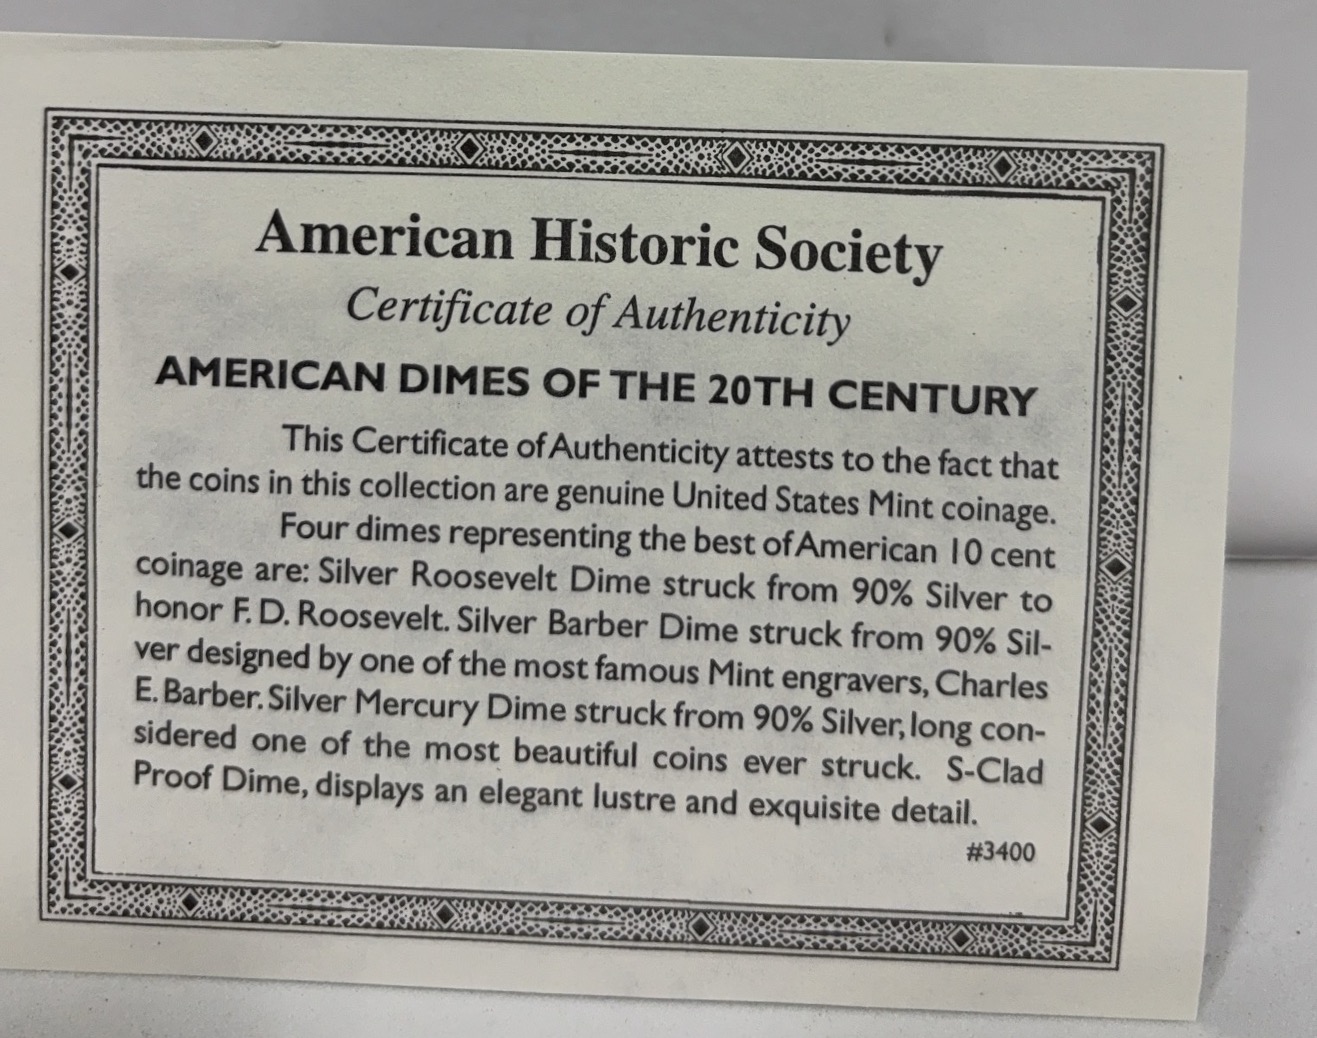 American Historic Society
Certificate of Authenticity
AMERICAN DIMES OF THE 20TH CENTURY
This Certificate of Authenticity attests to the fact that
the coins in this collection are genuine United States Mint coinage.
Four dimes representing the best of American 10 cent
coinage are: Silver Roosevelt Dime struck from 90% Silver to
honor F. D. Roosevelt. Silver Barber Dime struck from 90% Sil-
ver designed by one of the most famous Mint engravers, Charles
E. Barber. Silver Mercury Dime struck from 90% Silver, long con-
sidered one of the most beautiful coins ever struck. S-Clad
Proof Dime, displays an elegant lustre and exquisite detail.
#3400